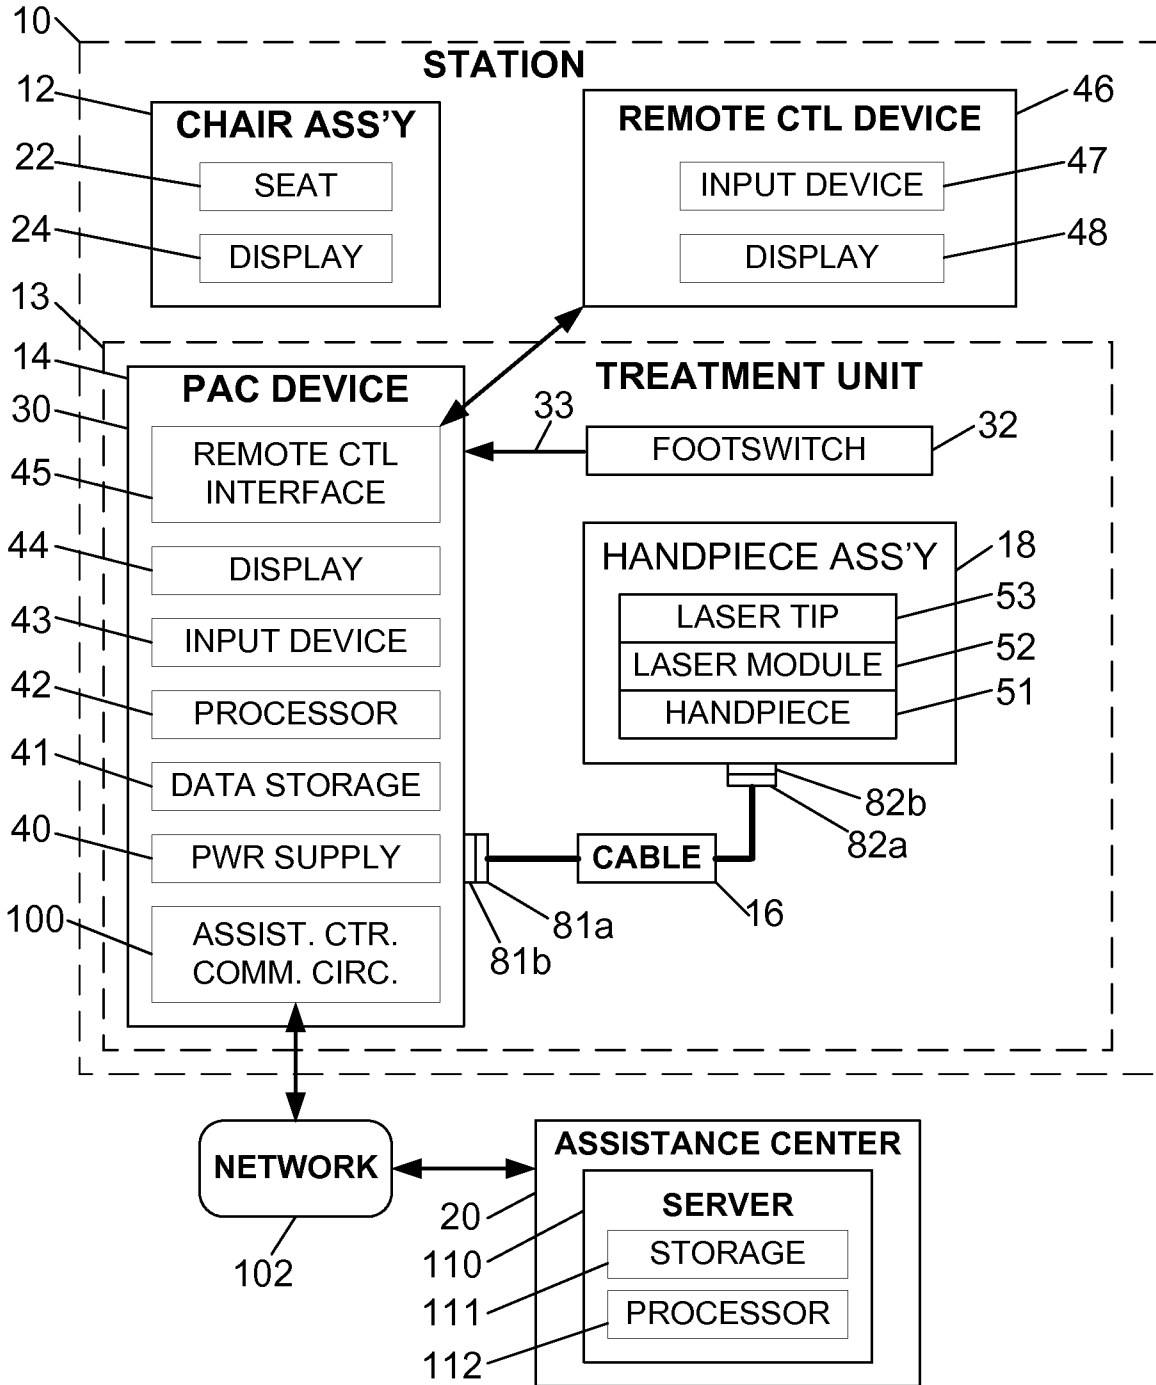 10
STATION
12
CHAIR ASS'Y
22
SEAT
24
DISPLAY
REMOTE CTL DEVICE
46
INPUT DEVICE
47
DISPLAY
48
13
14
PAC DEVICE
TREATMENT UNIT
30
REMOTE CTL
INTERFACE
45
33
FOOTSWITCH
32
44
DISPLAY
43
INPUT DEVICE
42
PROCESSOR
41
DATA STORAGE
40
PWR SUPPLY
100
ASSIST. CTR.
COMM. CIRC.
HANDPIECE ASS'Y
18
LASER TIP
53
LASER MODULE
52
HANDPIECE
51
82b
82a
CABLE
16
81a
81b
NETWORK
102
ASSISTANCE CENTER
20
SERVER
110
STORAGE
111
PROCESSOR
112